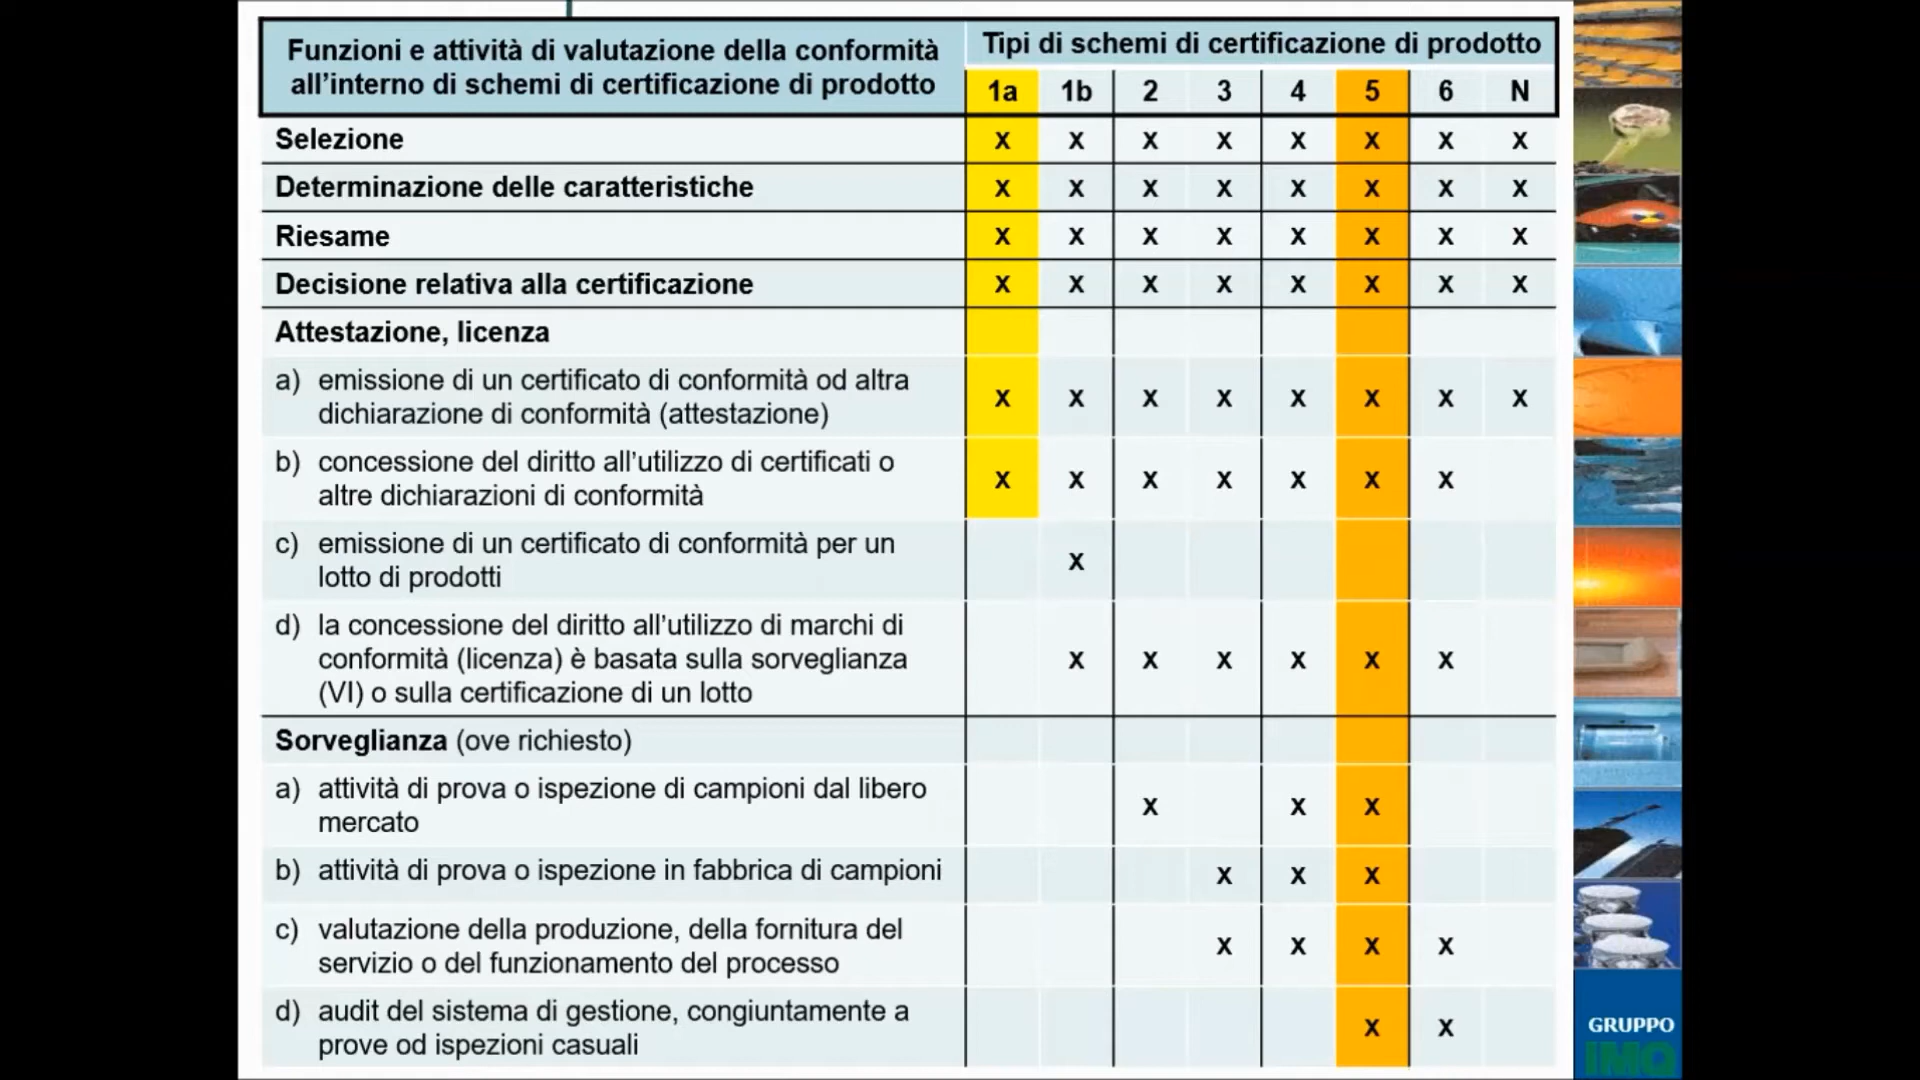 Funzioni e attività di valutazione della conformità
all’interno di schemi di certificazione di prodotto
Tipi di schemi di certificazione di prodotto
1a 1b 2 3 4 5 6 N
Selezione x x x x x x x x
Determinazione delle caratteristiche x x x x x x x x
Riesame x x x x x x x x
Decisione relativa alla certificazione x x x x x x x x
Attestazione, licenza
a) emissione di un certificato di conformità od altra
dichiarazione di conformità (attestazione) x x x x x x x x
b) concessione del diritto all’utilizzo di certificati o
altre dichiarazioni di conformità x x x x x x x
c) emissione di un certificato di conformità per un
lotto di prodotti x
d) la concessione del diritto all’utilizzo di marchi di
conformità (licenza) è basata sulla sorveglianza
(VI) o sulla certificazione di un lotto x x x x x x
Sorveglianza (ove richiesto)
a) attività di prova o ispezione di campioni dal libero
mercato x x x
b) attività di prova o ispezione in fabbrica di campioni x x x
c) valutazione della produzione, della fornitura del
servizio o del funzionamento del processo x x x x
d) audit del sistema di gestione, congiuntamente a
prove od ispezioni casuali x x
GRUPPO
IMQ